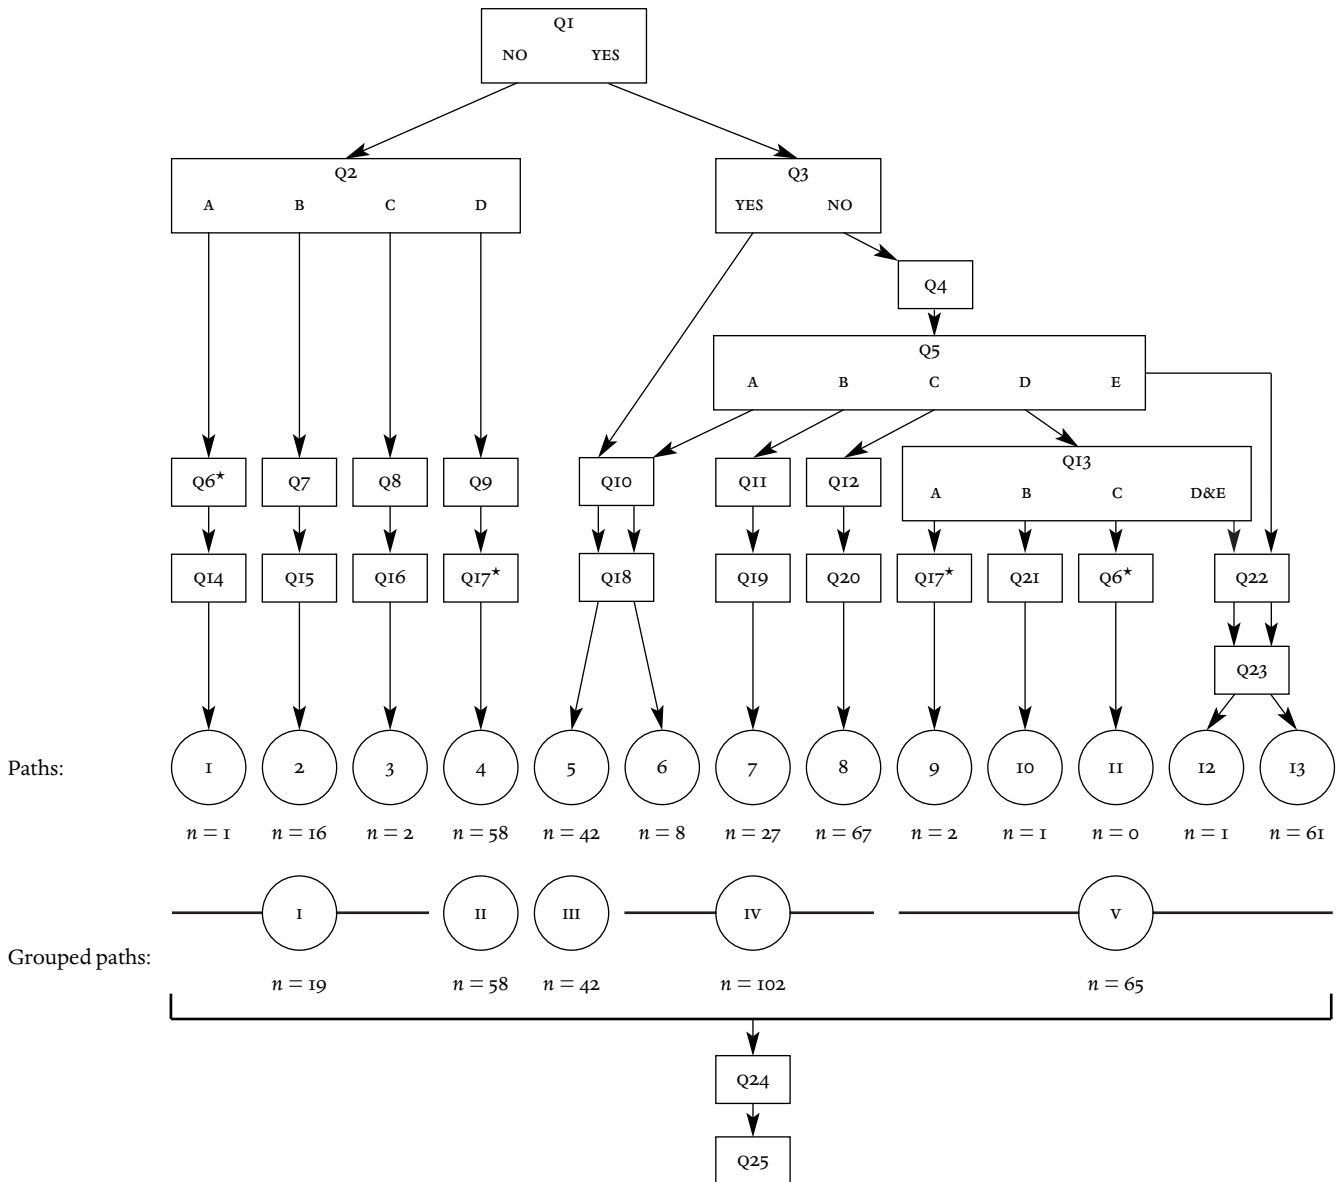 Q1
NO YES
Q2
A B C D
Q3
YES NO
Q4
Q5
A B C D E
Q6★ Q7 Q8 Q9 Q10 Q11 Q12
Q13
A B C D&E
Q14 Q15 Q16 Q17★ Q18 Q19 Q20 Q17★ Q21 Q6★ Q22
Q23
Paths: 1 2 3 4 5 6 7 8 9 10 11 12 13
n = 1 n = 16 n = 2 n = 58 n = 42 n = 8 n = 27 n = 67 n = 2 n = 1 n = 0 n = 1 n = 61
I II III IV V
Grouped paths:
n = 19 n = 58 n = 42 n = 102 n = 65
Q24
Q25